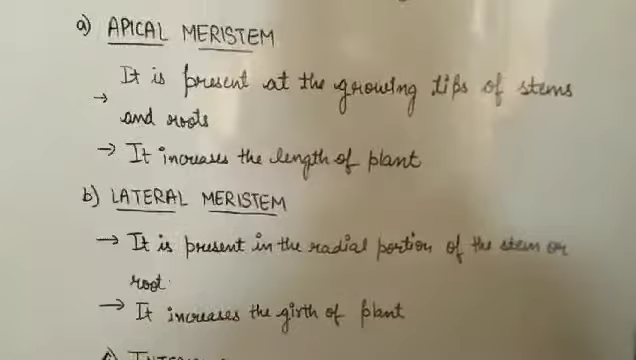 a) APICAL MERISTEM
It is present at the growing tips of stems
→ and roots
→ It increases the length of plant
b) LATERAL MERISTEM
→ It is present in the radial portion of the stem or
root.
→ It increases the girth of plant